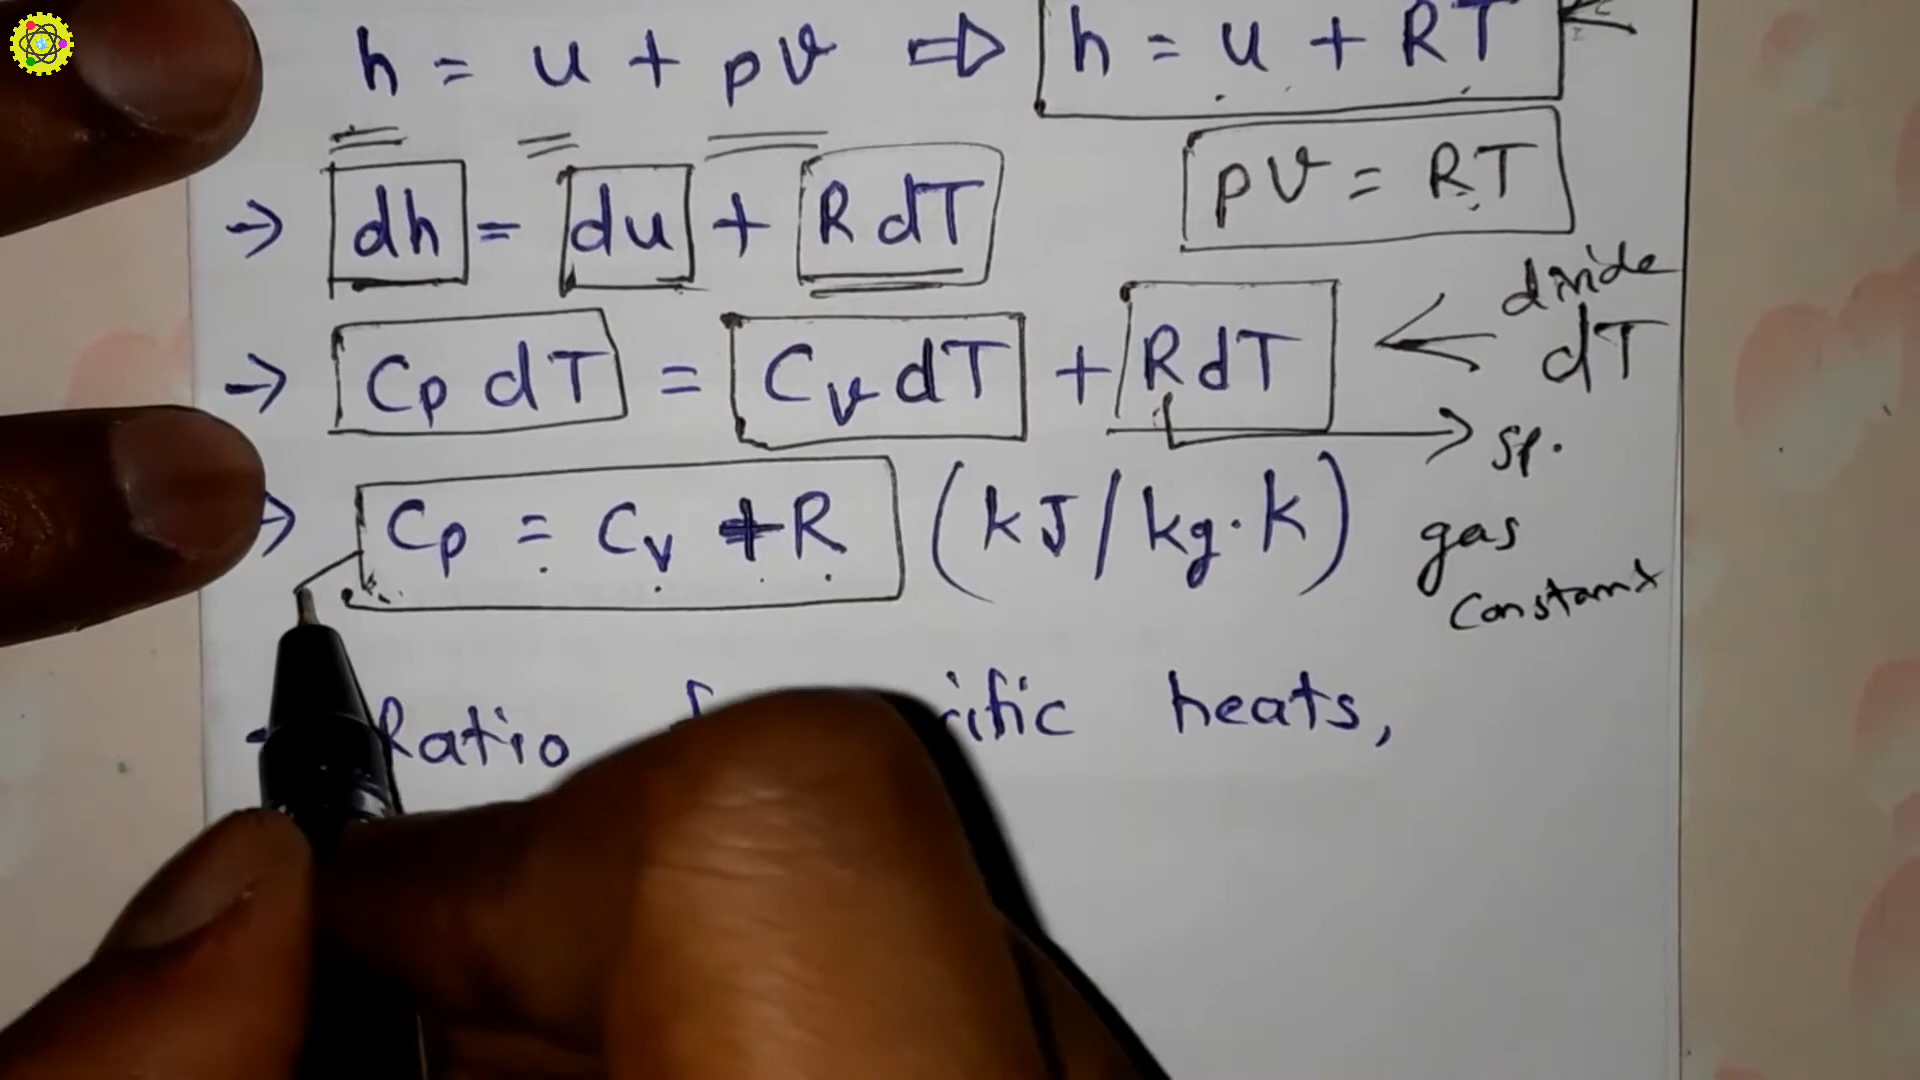 h = u + pv ⇒ h = u + RT
pv = RT
→ dh = du + RdT
divide
dT
→ Cp dT = Cv dT + RdT
→ sp.
gas
constant
→ Cp = Cv + R (kJ/kg·K)
Ratio heats,